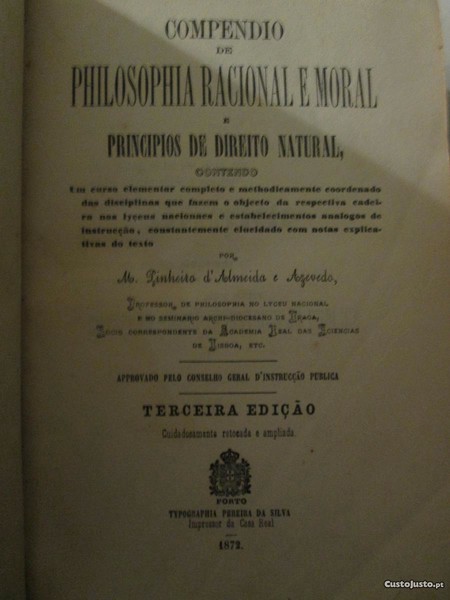 COMPENDIO
DE
PHILOSOPHIA RACIONAL E MORAL
E
PRINCIPIOS DE DIREITO NATURAL,
CONTENDO
Um curso elementar completo e methodicamente coordenado
das disciplinas que fazem o objecto da respectiva cadei-
ra nos lyceus nacionaes e estabelecimentos analogos de
instrucção, constantemente elucidado com notas explica-
tivas do texto
POR
M. Pinheiro d'Almeida e Azevedo,
PROFESSOR DE PHILOSOPHIA NO LYCEU NACIONAL
E NO SEMINARIO ARCHIDIOCESANO DE BRAGA,
SOCIO CORRESPONDENTE DA ACADEMIA REAL DAS SCIENCIAS
DE LISBOA, ETC.
APPROVADO PELO CONSELHO GERAL D'INSTRUCÇÃO PUBLICA
TERCEIRA EDIÇÃO
Cuidadosamente retocada e ampliada
PORTO
TYPOGRAPHIA PEREIRA DA SILVA
Impressor da Casa Real
1872.
CustoJusto.pt